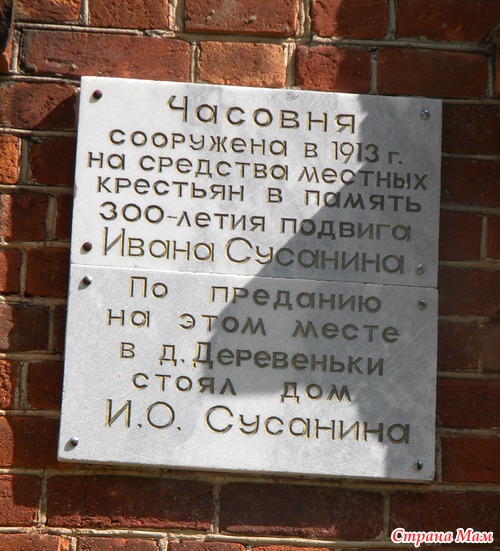 Часовня
сооружена в 1913 г.
на средства местных
крестьян в память
300-летия подвига
Ивана Сусанина
По преданию
на этом месте
в д. Деревеньки
стоял дом
И.О. Сусанина
Страна Мам